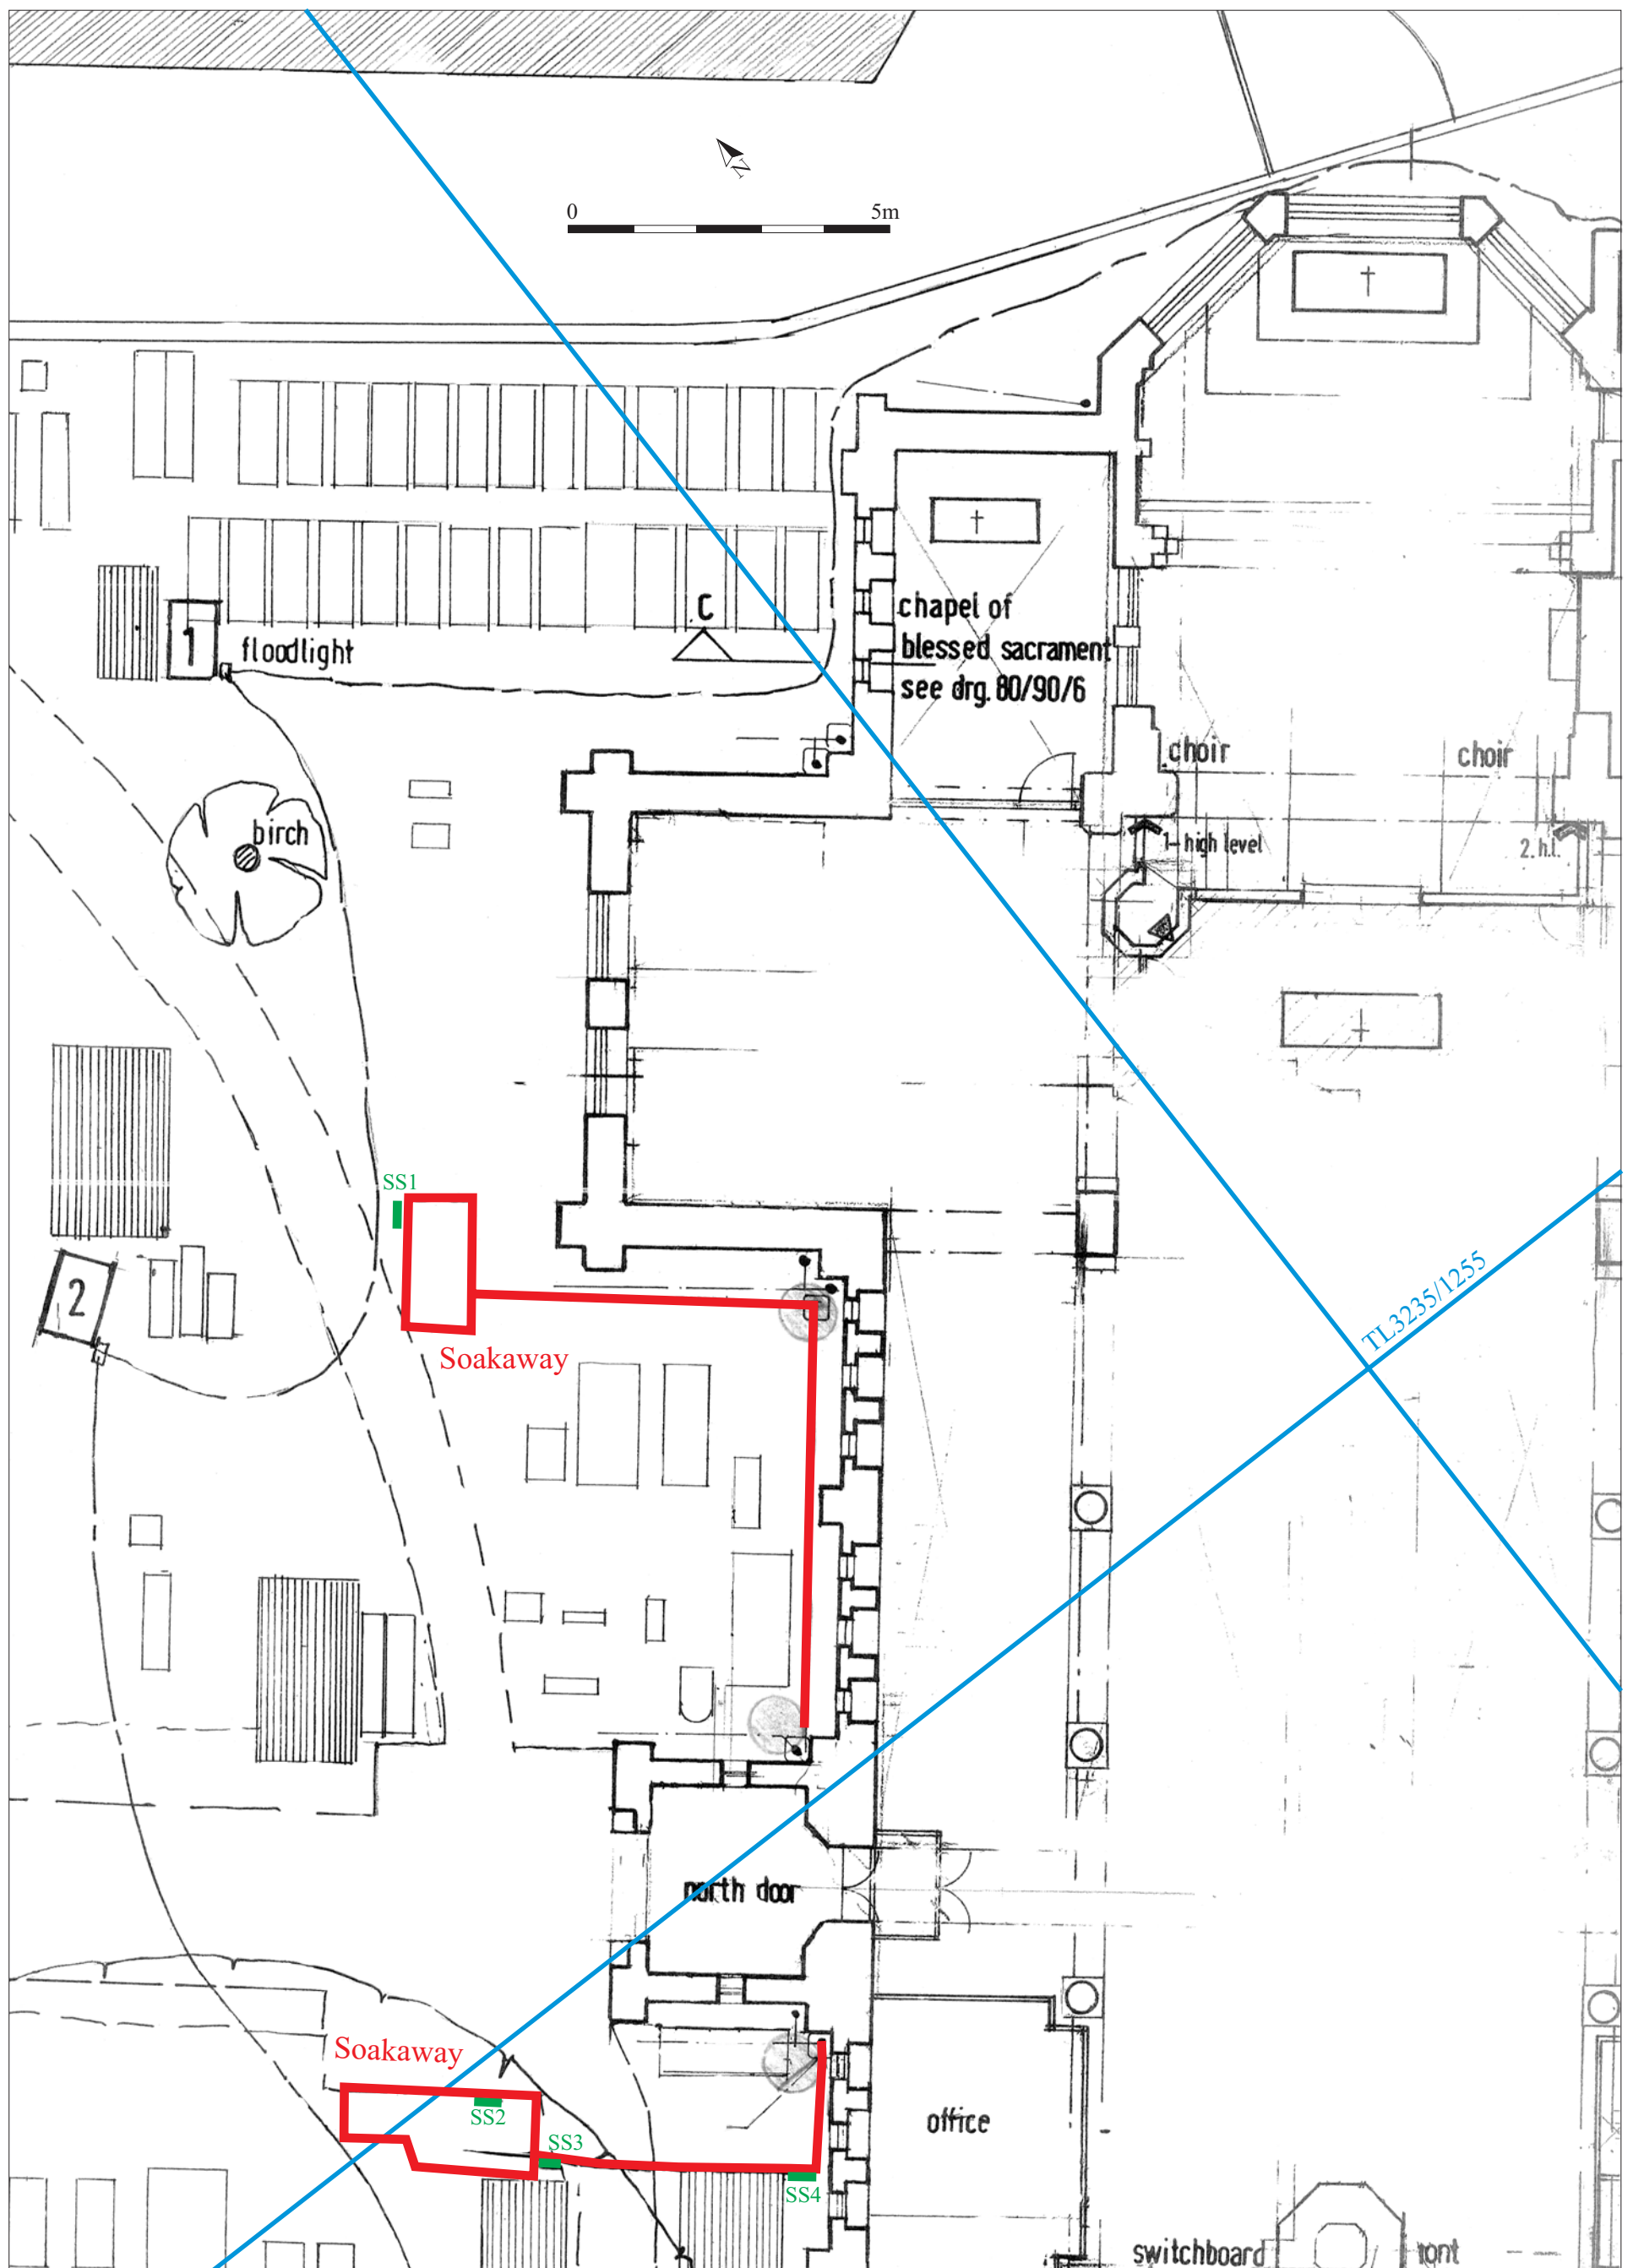 N
0 5m
C
1
floodlight
chapel of
blessed sacrament
see drg. 80/90/6
choir
choir
birch
1-high level
2. h.l.
SS1
2
Soakaway
TL3235/1255
north door
Soakaway
SS2
SS3
SS4
office
switchboard